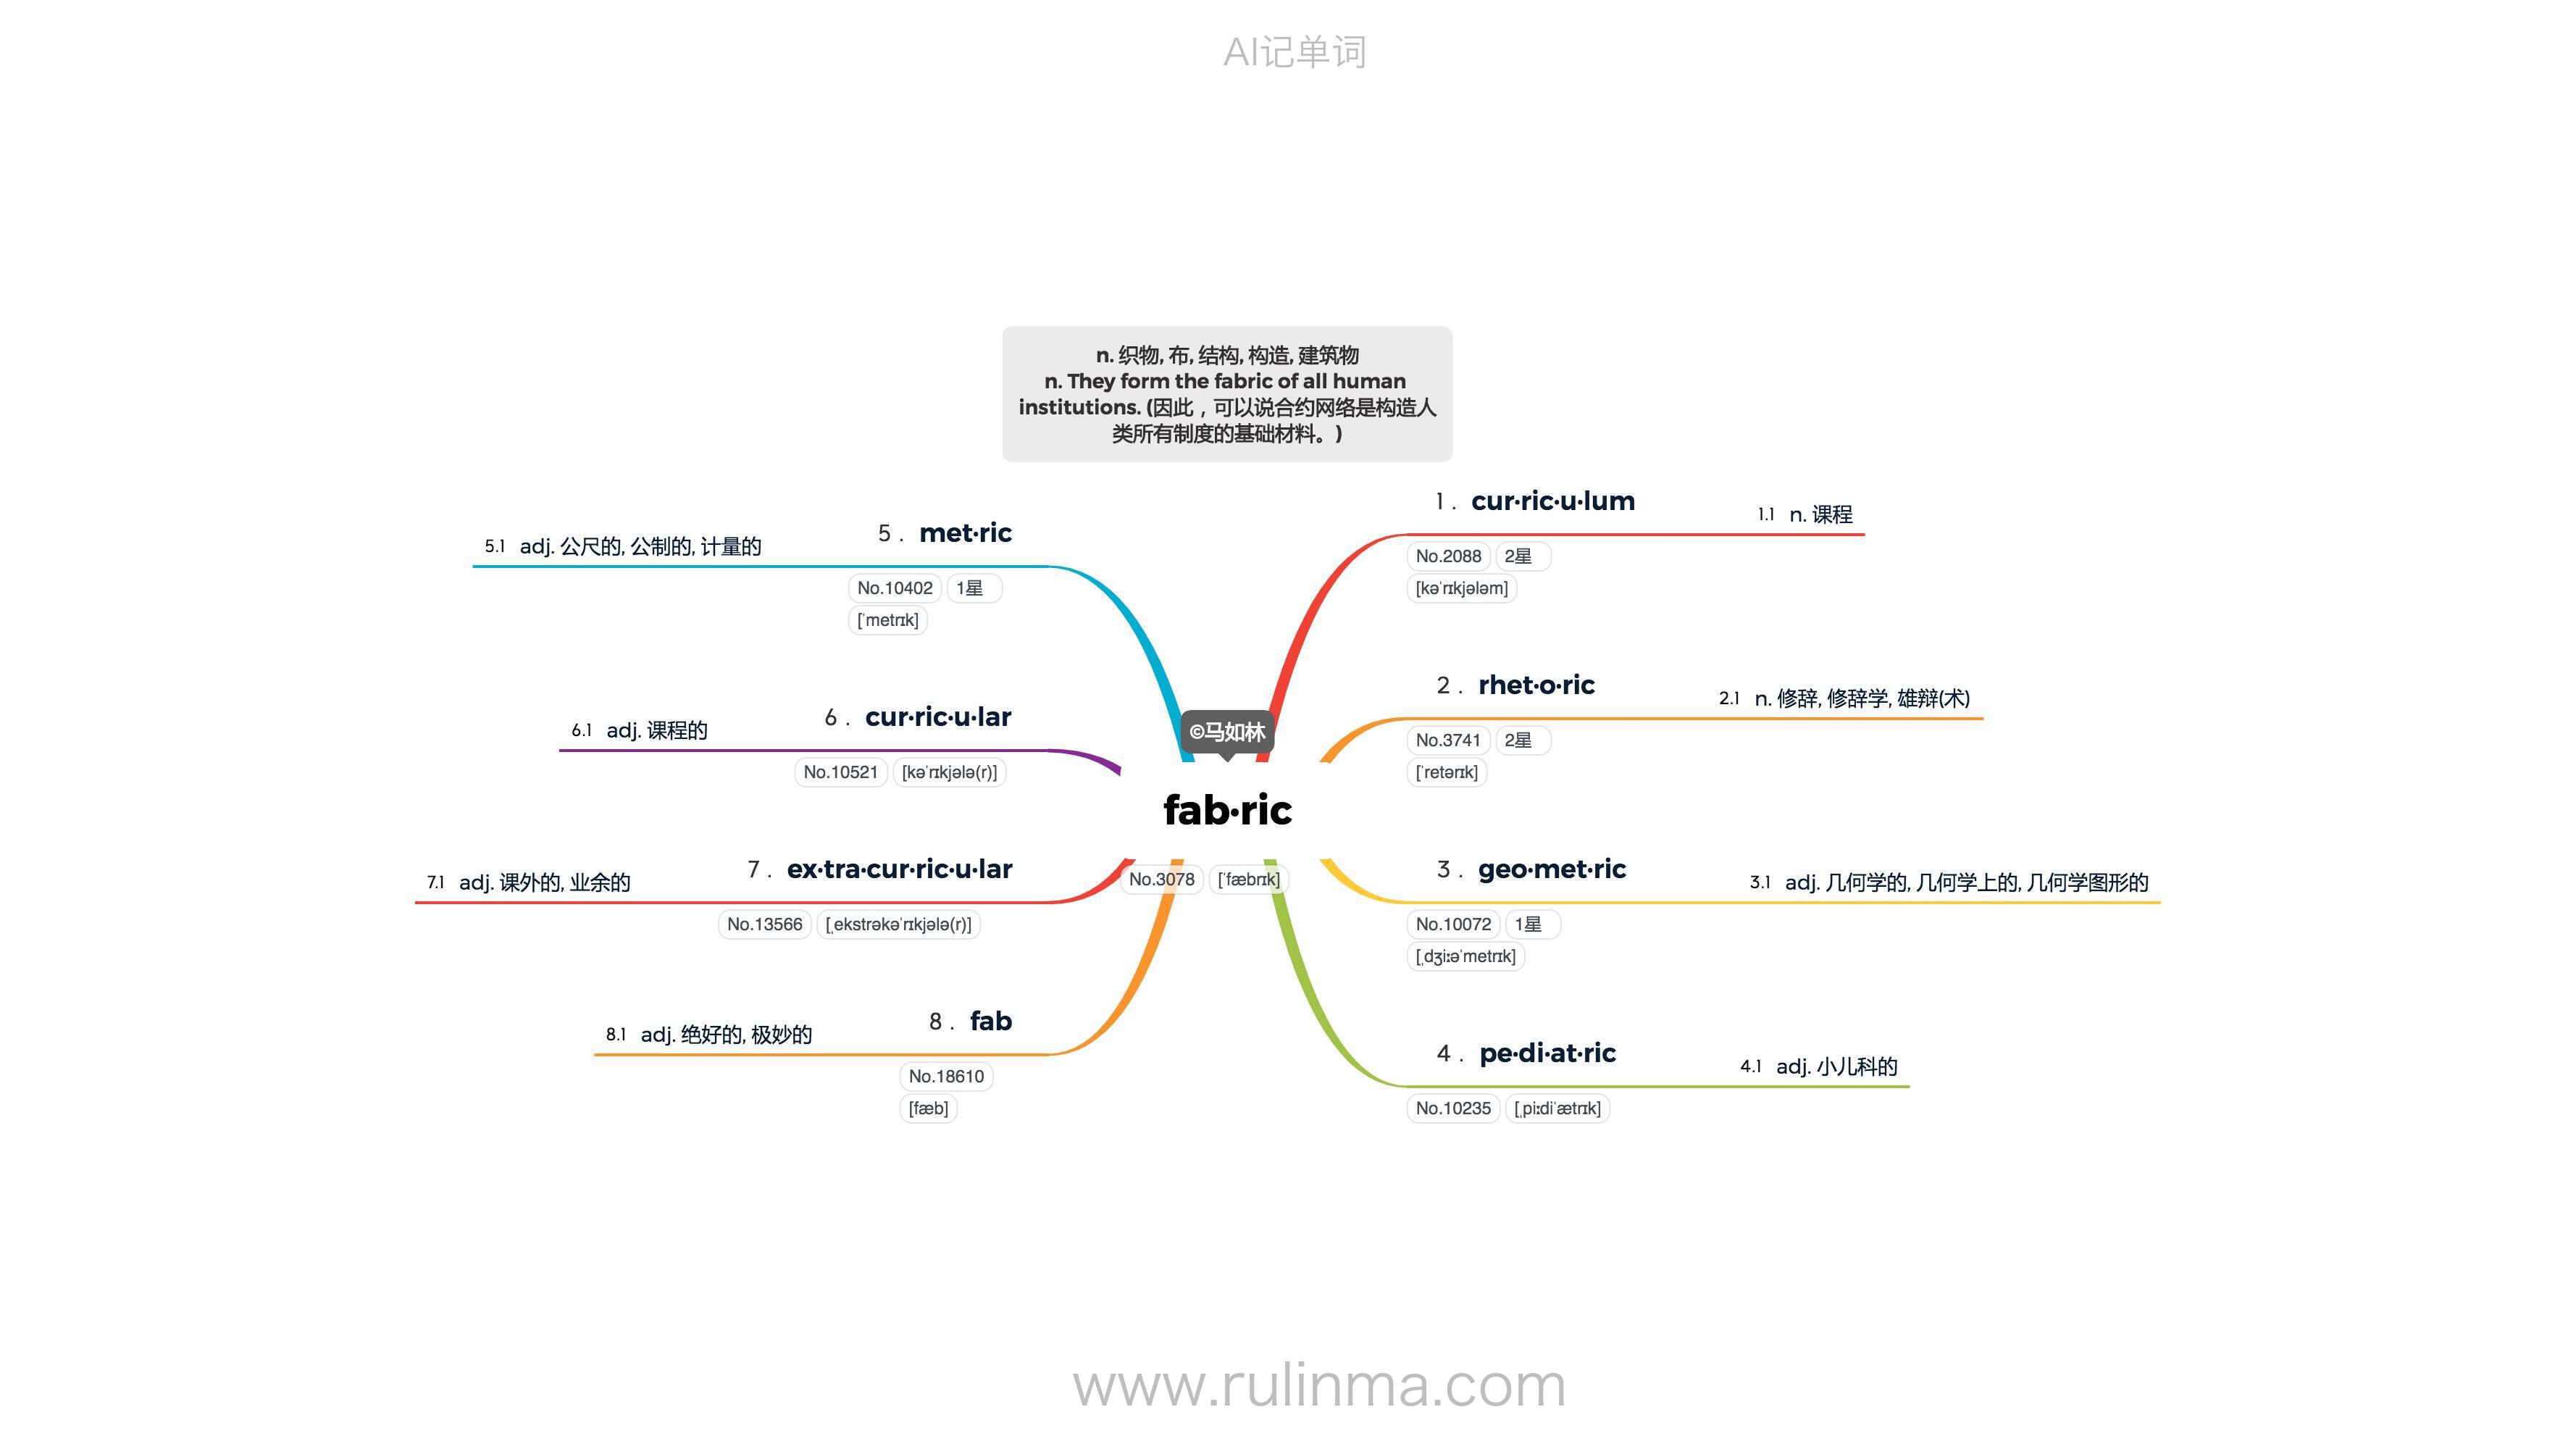 AI记单词
n. 织物, 布, 结构, 构造, 建筑物
n. They form the fabric of all human
institutions. (因此，可以说合约网络是构造人
类所有制度的基础材料。)
©马如林
fab·ric
No.3078 [ˈfæbrɪk]
1 . cur·ric·u·lum
1.1 n. 课程
No.2088 2星
[kəˈrɪkjələm]
2 . rhet·o·ric
2.1 n. 修辞, 修辞学, 雄辩(术)
No.3741 2星
[ˈretərɪk]
3 . geo·met·ric
3.1 adj. 几何学的, 几何学上的, 几何学图形的
No.10072 1星
[ˌdʒiːəˈmetrɪk]
4 . pe·di·at·ric
4.1 adj. 小儿科的
No.10235 [ˌpiːdiˈætrɪk]
5 . met·ric
5.1 adj. 公尺的, 公制的, 计量的
No.10402 1星
[ˈmetrɪk]
6 . cur·ric·u·lar
6.1 adj. 课程的
No.10521 [kəˈrɪkjələ(r)]
7 . ex·tra·cur·ric·u·lar
7.1 adj. 课外的, 业余的
No.13566 [ˌekstrəkəˈrɪkjələ(r)]
8 . fab
8.1 adj. 绝好的, 极妙的
No.18610
[fæb]
www.rulinma.com